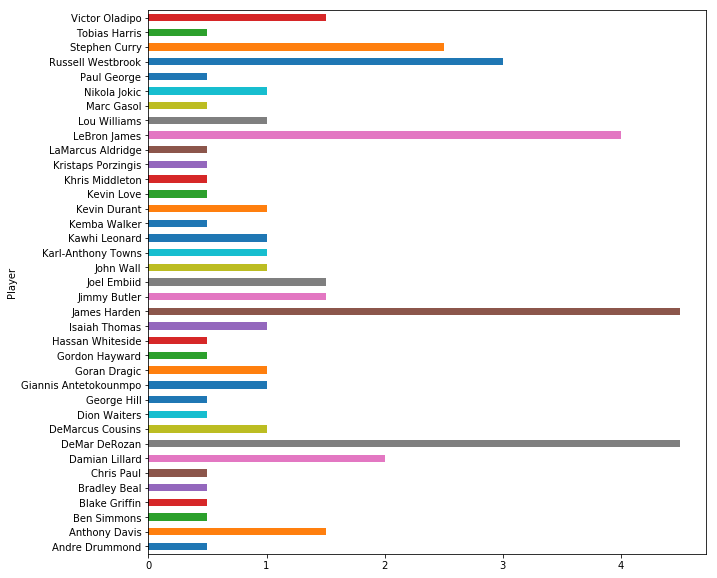 Victor Oladipo
Tobias Harris
Stephen Curry
Russell Westbrook
Paul George
Nikola Jokic
Marc Gasol
Lou Williams
LeBron James
LaMarcus Aldridge
Kristaps Porzingis
Khris Middleton
Kevin Love
Kevin Durant
Kemba Walker
Kawhi Leonard
Karl-Anthony Towns
John Wall
Joel Embiid
Jimmy Butler
James Harden
Isaiah Thomas
Hassan Whiteside
Gordon Hayward
Goran Dragic
Giannis Antetokounmpo
George Hill
Dion Waiters
DeMarcus Cousins
DeMar DeRozan
Damian Lillard
Chris Paul
Bradley Beal
Blake Griffin
Ben Simmons
Anthony Davis
Andre Drummond
Player
0 1 2 3 4